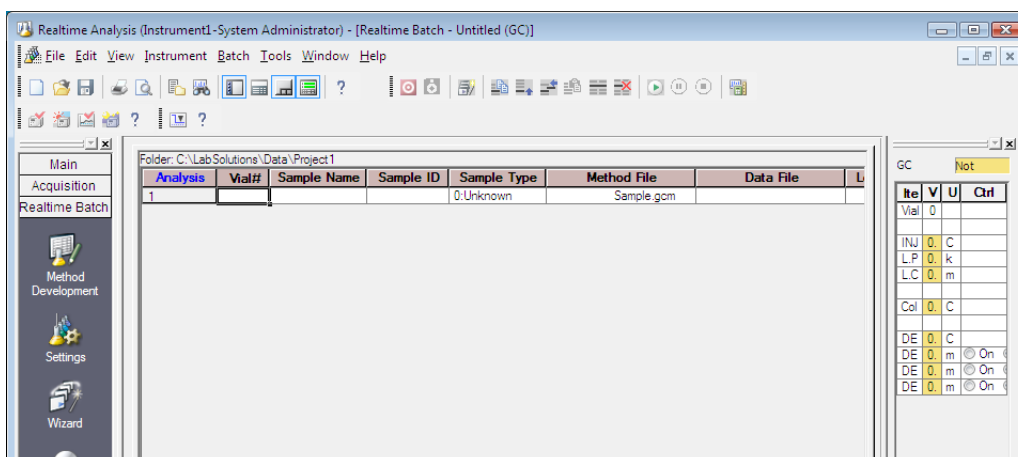 Realtime Analysis (Instrument1-System Administrator) - [Realtime Batch - Untitled (GC)]
File Edit View Instrument Batch Tools Window Help
?
?
?
Main
Acquisition
Realtime Batch
Method
Development
Settings
Wizard
Folder: C:\LabSolutions\Data\Project1
Analysis Vial# Sample Name Sample ID Sample Type Method File Data File
1 0:Unknown Sample.gcm
GC Not
Ite V U Ctrl
Vial 0
INJ 0. C
L.P 0. k
L.C 0. m
Col 0. C
DE 0. C
DE 0. m On
DE 0. m On
DE 0. m On